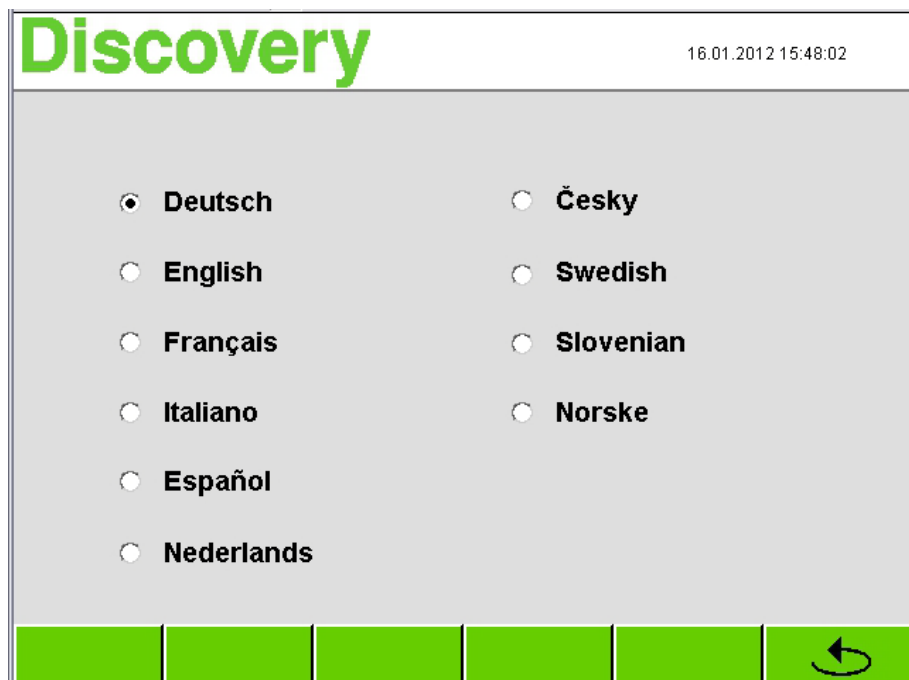 Discovery
16.01.2012 15:48:02
Deutsch
English
Français
Italiano
Español
Nederlands
Česky
Swedish
Slovenian
Norske